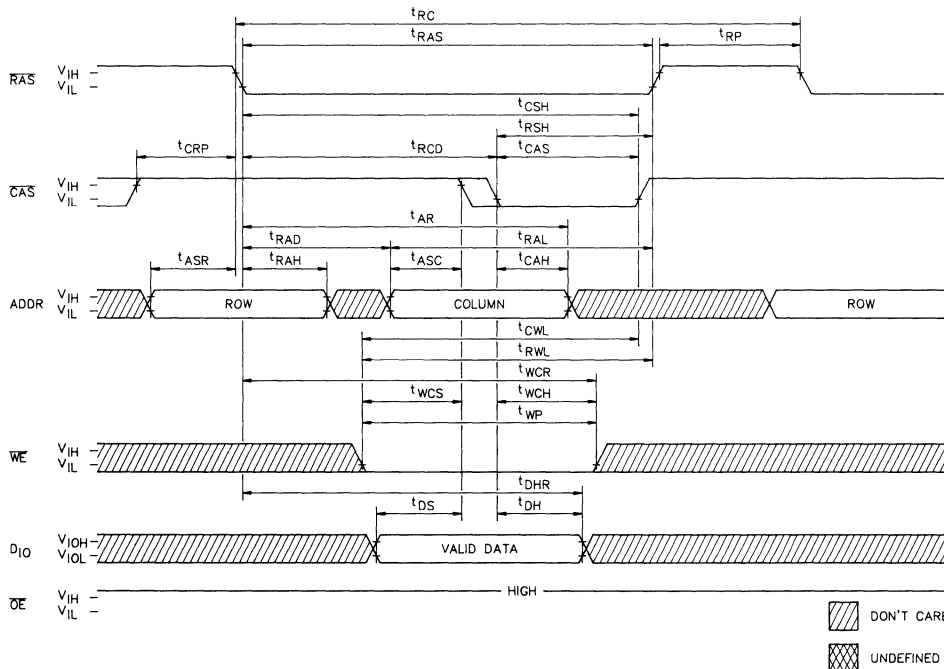 tRC
tRAS tRP
RAS VIH
VIL
tCSH
tRSH
tCRP tRCD tCAS
CAS VIH
VIL
tAR
tRAD tRAL
tASR tRAH tASC tCAH
ADDR VIH
VIL
ROW COLUMN ROW
tCWL
tRWL
tWCR
tWCS tWCH
tWP
WE VIH
VIL
tDHR
tDS tDH
DIO VIOH
VIOL
VALID DATA
OE VIH
VIL
HIGH
DON'T CARE
UNDEFINED